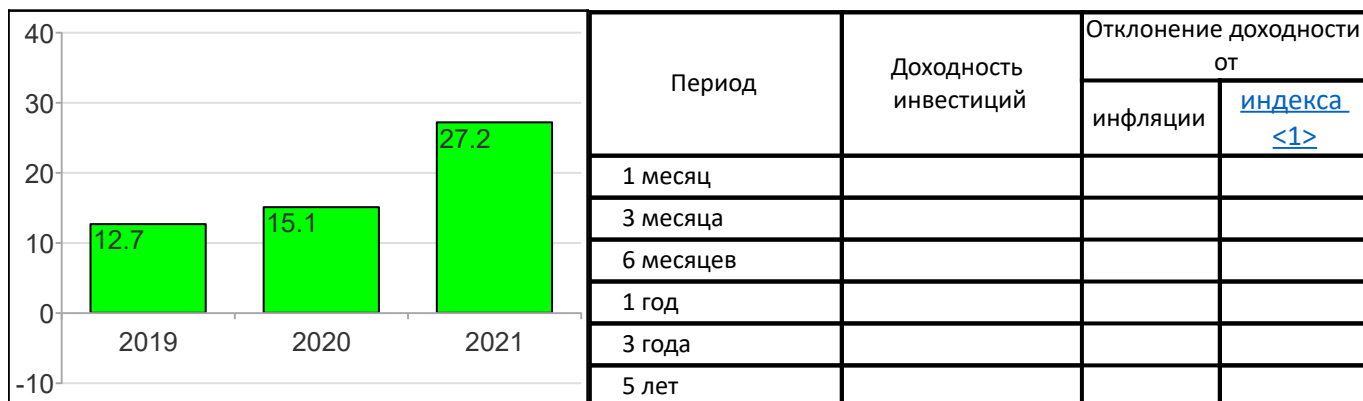 40
30
20
10
0
-10
12.7
15.1
27.2
2019 2020 2021
Период
Доходность
инвестиций
Отклонение доходности
от
инфляции
индекса
<1>
1 месяц
3 месяца
6 месяцев
1 год
3 года
5 лет